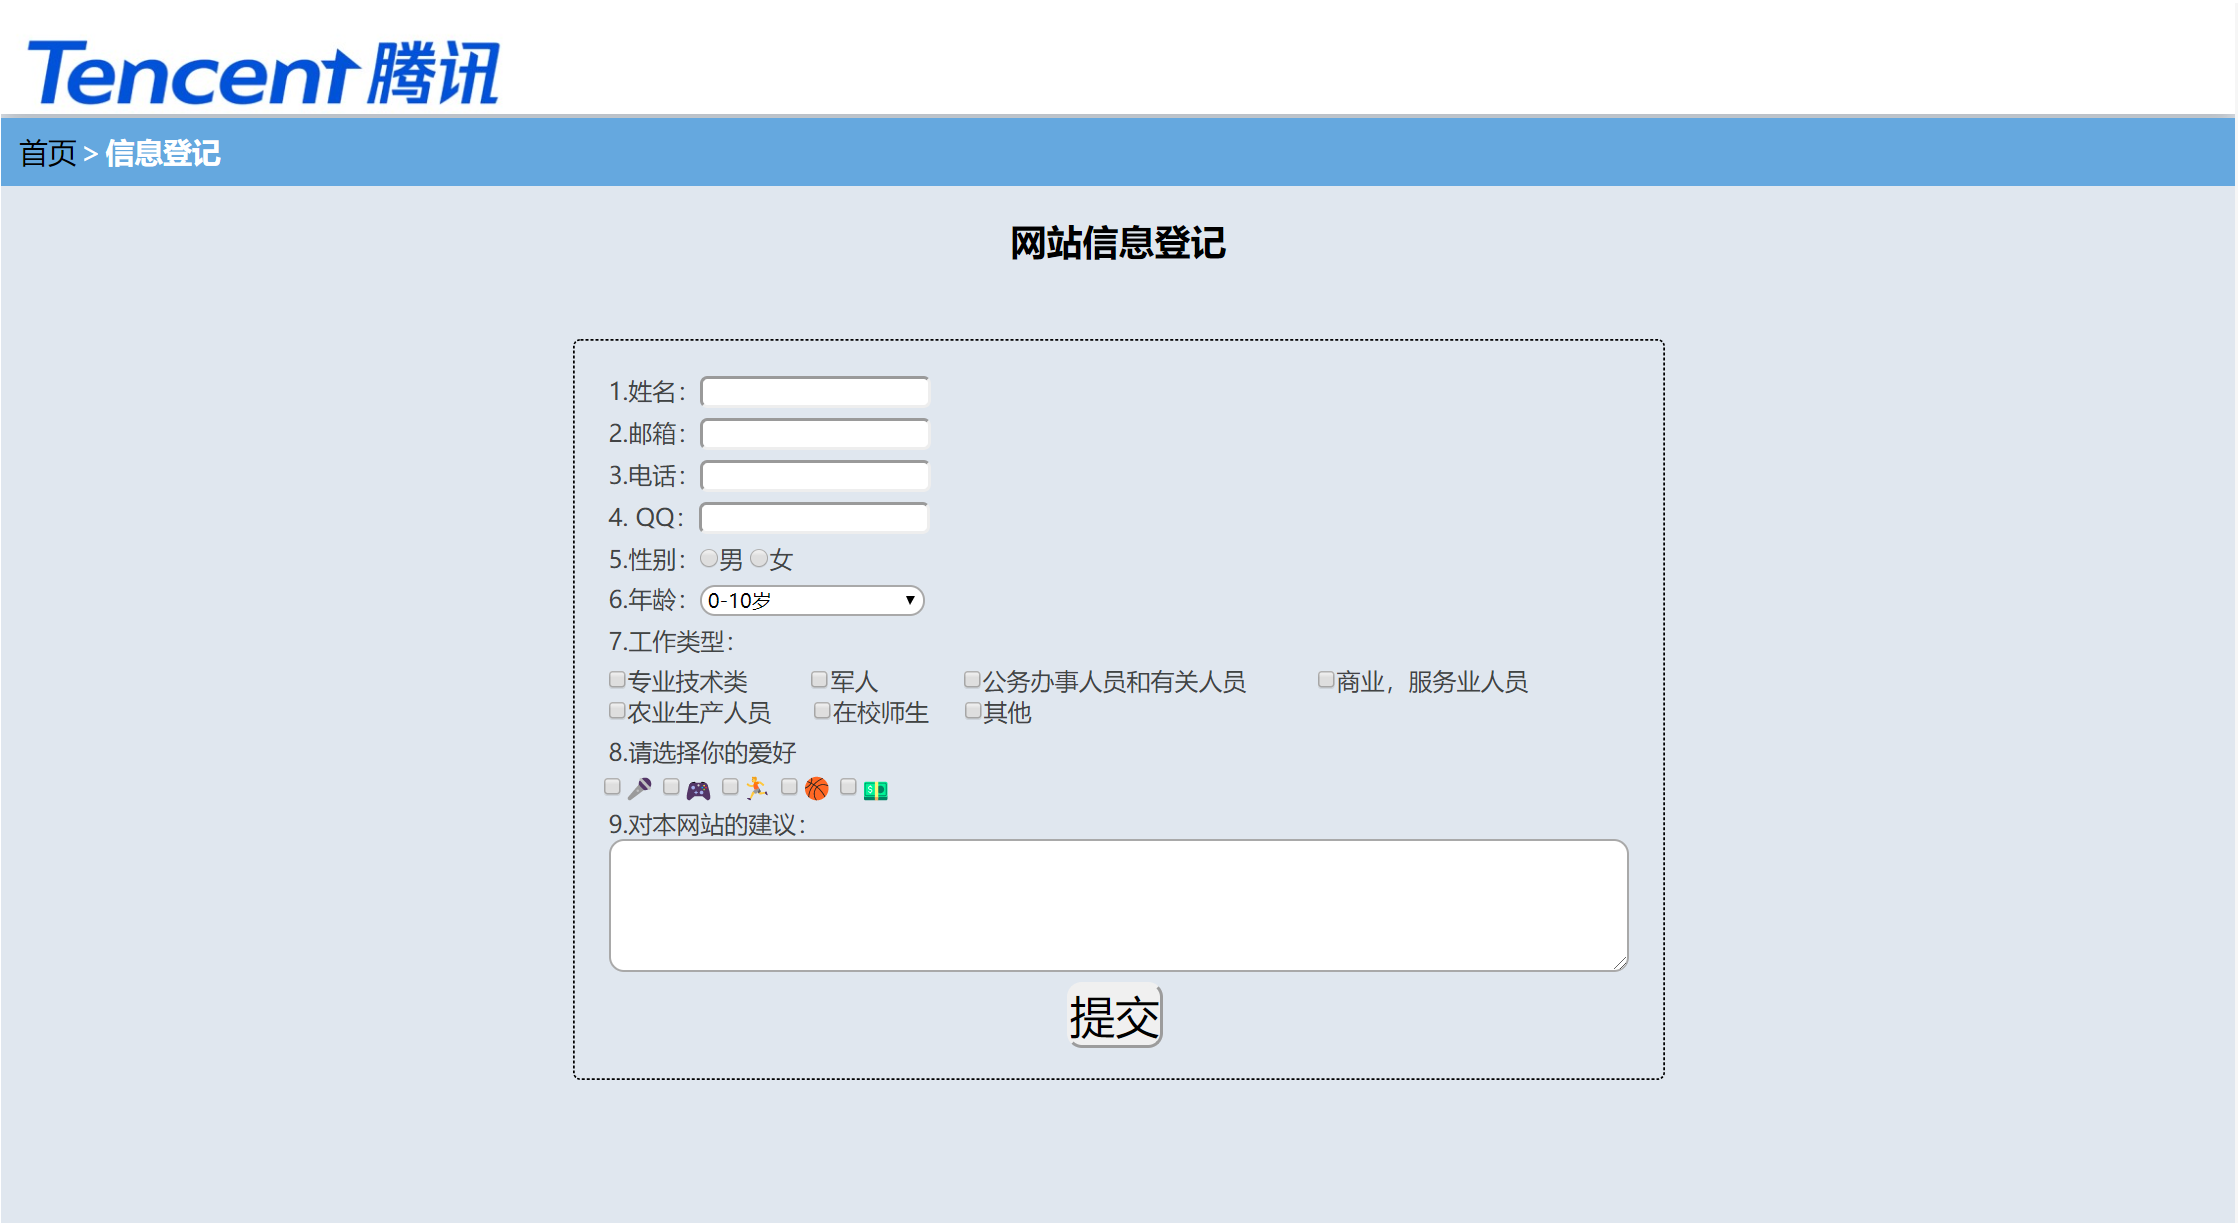 Tencent 腾讯
首页 > 信息登记
网站信息登记
1.姓名：
2.邮箱：
3.电话：
4. QQ：
5.性别：男 女
6.年龄：0-10岁
7.工作类型：
专业技术类 军人 公务办事人员和有关人员 商业，服务业人员
农业生产人员 在校师生 其他
8.请选择你的爱好
9.对本网站的建议：
提交